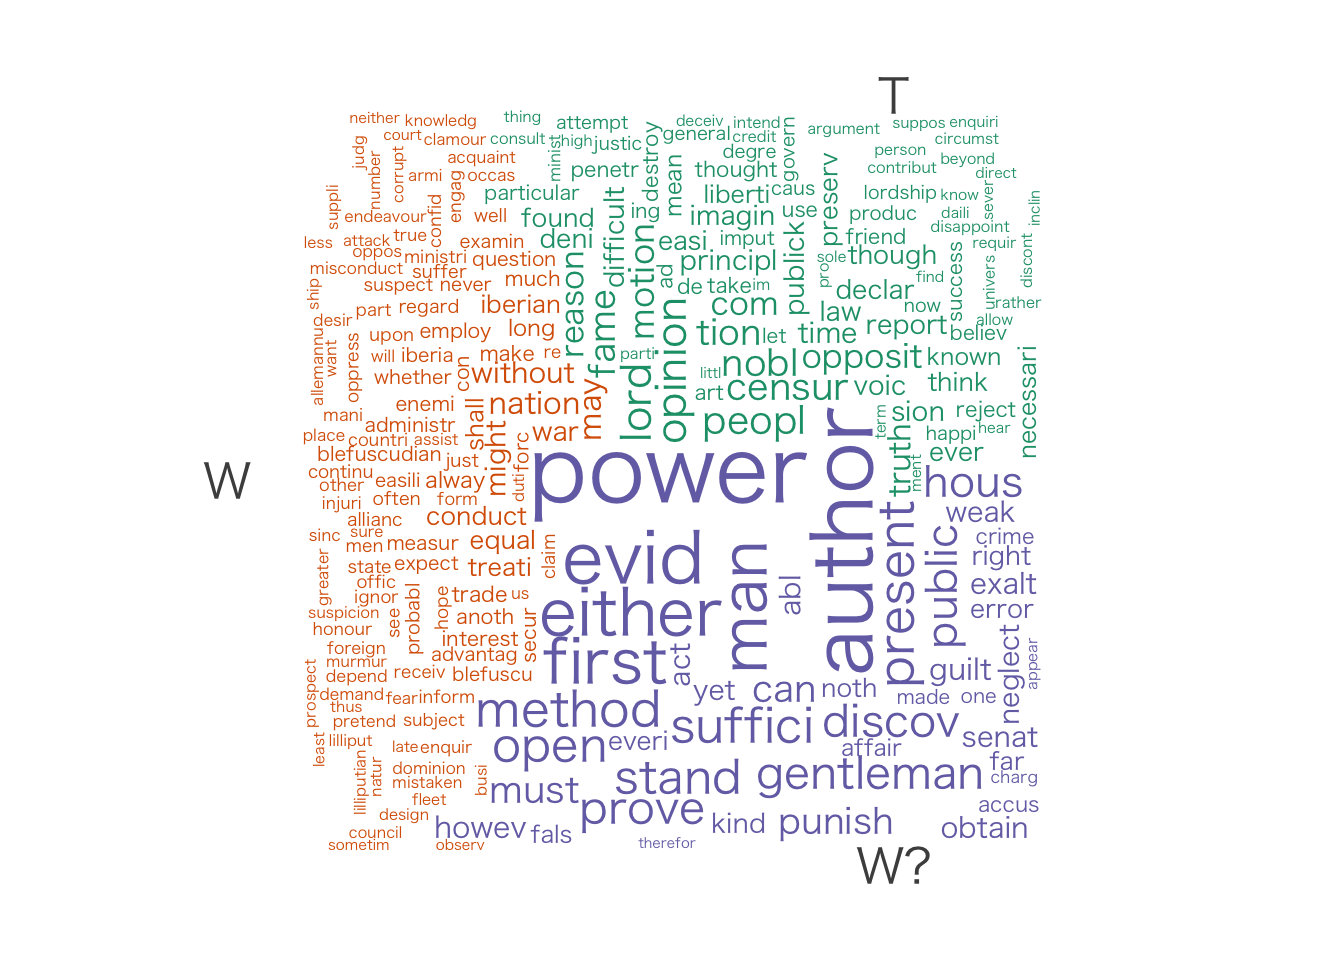 T
neither knowledg thing attempt deceiv intend suppos enquiri
court clamour consult high justic general credit govern argument circumst
judg number corrupt acquaint minist destroy degre person beyond
armi occas penetr mean thought contribut direct
suppli confid engag particular difficult liberti caus preserv lordship know sever inclin
endeavour well found ing imagin use produc daili disappoint
less attack true examin deni motion easi imput publick friend requir discont
oppos ministri question reason principl sole though success
misconduct suffer much ad pro find univers
ship suspect never fame de take im declar
part regard iberian opinion com law now urather
desir upon employ long tion let time report allow
allemannud want oppress will iberia make re parti believ
whether con without lord littl nobl opposit known
mani enemi shall nation may art censur voic think necessari
administr peopl author term sion reject
place countri assist might war happi hear
W
blefuscudian just forc power truth ever
continu easili alway duti ment hous
other often form
injuri allianc conduct present public weak
sinc sure men measur equal claim evid man crime
greater state expect treati abl right
offic exalt
ignor probabl hope trade us either error
suspicion see anoth
honour interest secur first act neglect appear
foreign advantag
murmur receiv blefuscu guilt
prospect depend yet can noth made one
demand fear inform method suffici discov
thus
pretend subject open everi senat
least lilliput late enquir affair
lilliputian natur dominion busi stand gentleman far
mistaken must charg
fleet prove accus
design howev fals kind punish obtain
council
sometim observ therefor
W?